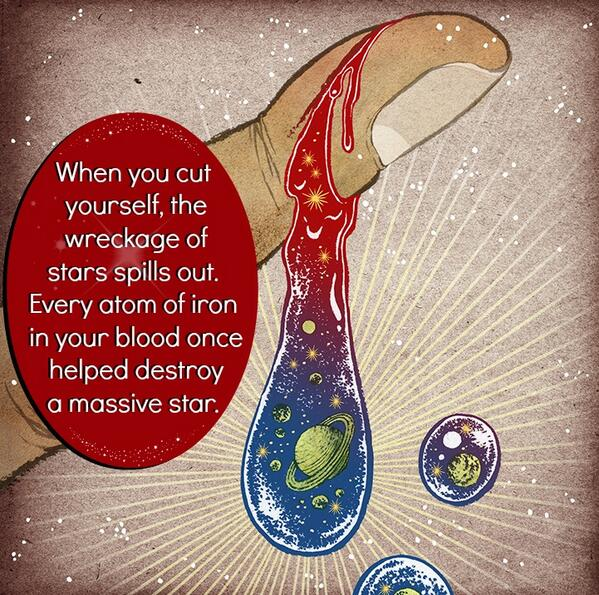 When you cut
yourself, the
wreckage of
stars spills out.
Every atom of iron
in your blood once
helped destroy
a massive star.